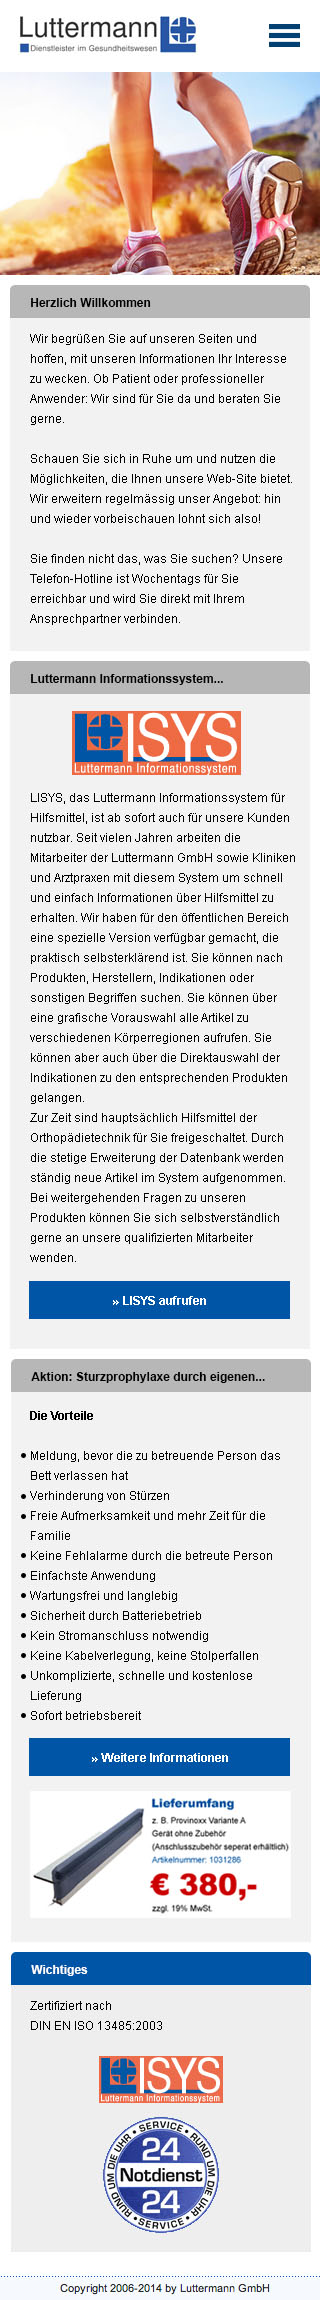 Luttermann
Dienstleister im Gesundheitswesen
Herzlich Willkommen
Wir begrüßen Sie auf unseren Seiten und
hoffen, mit unseren Informationen Ihr Interesse
zu wecken. Ob Patient oder professioneller
Anwender: Wir sind für Sie da und beraten Sie
gerne.
Schauen Sie sich in Ruhe um und nutzen die
Möglichkeiten, die Ihnen unsere Web-Site bietet.
Wir erweitern regelmässig unser Angebot: hin
und wieder vorbeischauen lohnt sich also!
Sie finden nicht das, was Sie suchen? Unsere
Telefon-Hotline ist Wochentags für Sie
erreichbar und wird Sie direkt mit Ihrem
Ansprechpartner verbinden.
Luttermann Informationssystem...
LISYS
Luttermann Informationssystem
LISYS, das Luttermann Informationssystem für
Hilfsmittel, ist ab sofort auch für unsere Kunden
nutzbar. Seit vielen Jahren arbeiten die
Mitarbeiter der Luttermann GmbH sowie Kliniken
und Arztpraxen mit diesem System um schnell
und einfach Informationen über Hilfsmittel zu
erhalten. Wir haben für den öffentlichen Bereich
eine spezielle Version verfügbar gemacht, die
praktisch selbsterklärend ist. Sie können nach
Produkten, Herstellern, Indikationen oder
sonstigen Begriffen suchen. Sie können über
eine grafische Vorauswahl alle Artikel zu
verschiedenen Körperregionen aufrufen. Sie
können aber auch über die Direktauswahl der
Indikationen zu den entsprechenden Produkten
gelangen.
Zur Zeit sind hauptsächlich Hilfsmittel der
Orthopädietechnik für Sie freigeschaltet. Durch
die stetige Erweiterung der Datenbank werden
ständig neue Artikel im System aufgenommen.
Bei weitergehenden Fragen zu unseren
Produkten können Sie sich selbstverständlich
gerne an unsere qualifizierten Mitarbeiter
wenden.
» LISYS aufrufen
Aktion: Sturzprophylaxe durch eigenen...
Die Vorteile
• Meldung, bevor die zu betreuende Person das
Bett verlassen hat
• Verhinderung von Stürzen
• Freie Aufmerksamkeit und mehr Zeit für die
Familie
• Keine Fehlalarme durch die betreute Person
• Einfachste Anwendung
• Wartungsfrei und langlebig
• Sicherheit durch Batteriebetrieb
• Kein Stromanschluss notwendig
• Keine Kabelverlegung, keine Stolperfallen
• Unkomplizierte, schnelle und kostenlose
Lieferung
• Sofort betriebsbereit
» Weitere Informationen
Lieferumfang
z. B. Provinoxx Variante A
Gerät ohne Zubehör
(Anschlusszubehör seperat erhältlich)
Artikelnummer: 1031286
€ 380,-
zzgl. 19% MwSt.
Wichtiges
Zertifiziert nach
DIN EN ISO 13485:2003
LISYS
Luttermann Informationssystem
SERVICE • RUND UM DIE UHR • SERVICE • RUND UM DIE UHR •
24
Notdienst
24
Copyright 2006-2014 by Luttermann GmbH